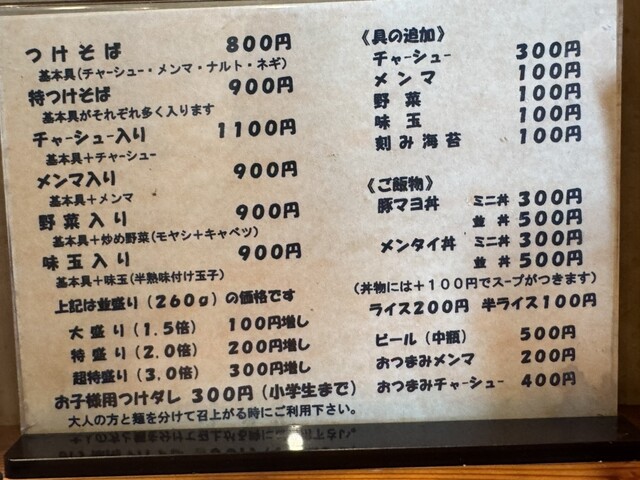 つけそば 800円
基本具(チャーシュー・メンマ・ナルト・ネギ)
特つけそば 900円
基本具がそれぞれ多く入ります
チャーシュー入り 1100円
基本具+チャーシュー
メンマ入り 900円
基本具+メンマ
野菜入り 900円
基本具+炒め野菜(モヤシ+キャベツ)
味玉入り 900円
基本具+味玉(半熟味付け玉子)
上記は並盛り(260g)の価格です
大盛り(1.5倍) 100円増し
特盛り(2.0倍) 200円増し
超特盛り(3.0倍) 300円増し
お子様用つけダレ 300円(小学生まで)
大人の方と麺を分けて召上がる時にご利用下さい。
《具の追加》
チャーシュー 300円
メンマ 100円
野菜 100円
味玉 100円
刻み海苔 100円
《ご飯物》
豚マヨ丼 ミニ丼 300円
並丼 500円
メンタイ丼 ミニ丼 300円
並丼 500円
(丼物には+100円でスープがつきます)
ライス200円 半ライス100円
ビール(中瓶) 500円
おつまみメンマ 200円
おつまみチャーシュー 400円